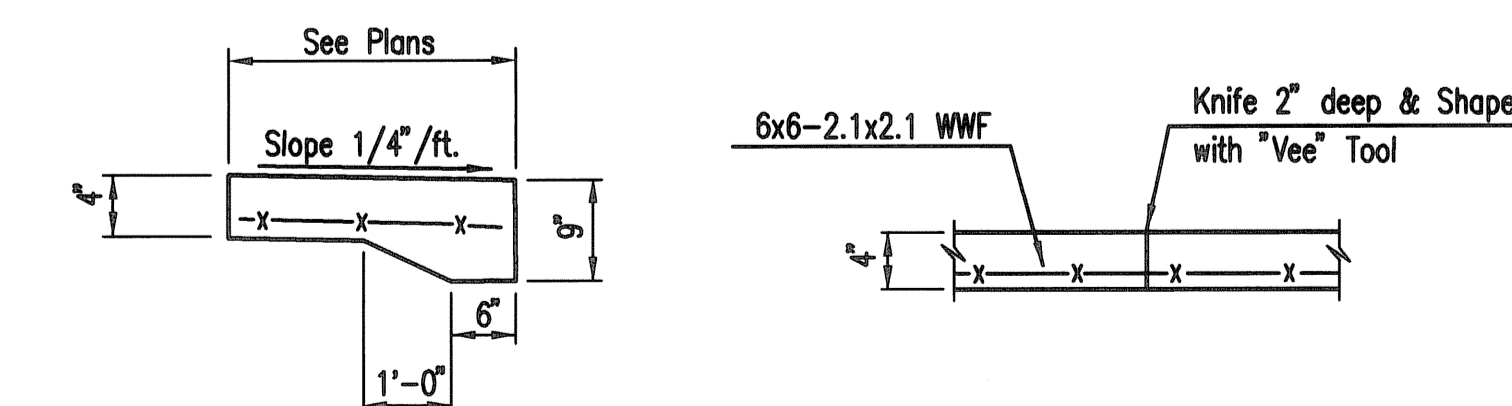 See Plans
Slope 1/4"/ft.
4"
9"
6"
1'-0"
6x6-2.1x2.1 WWF
Knife 2" deep & Shape
with "Vee" Tool
4"
X X X
X X X X